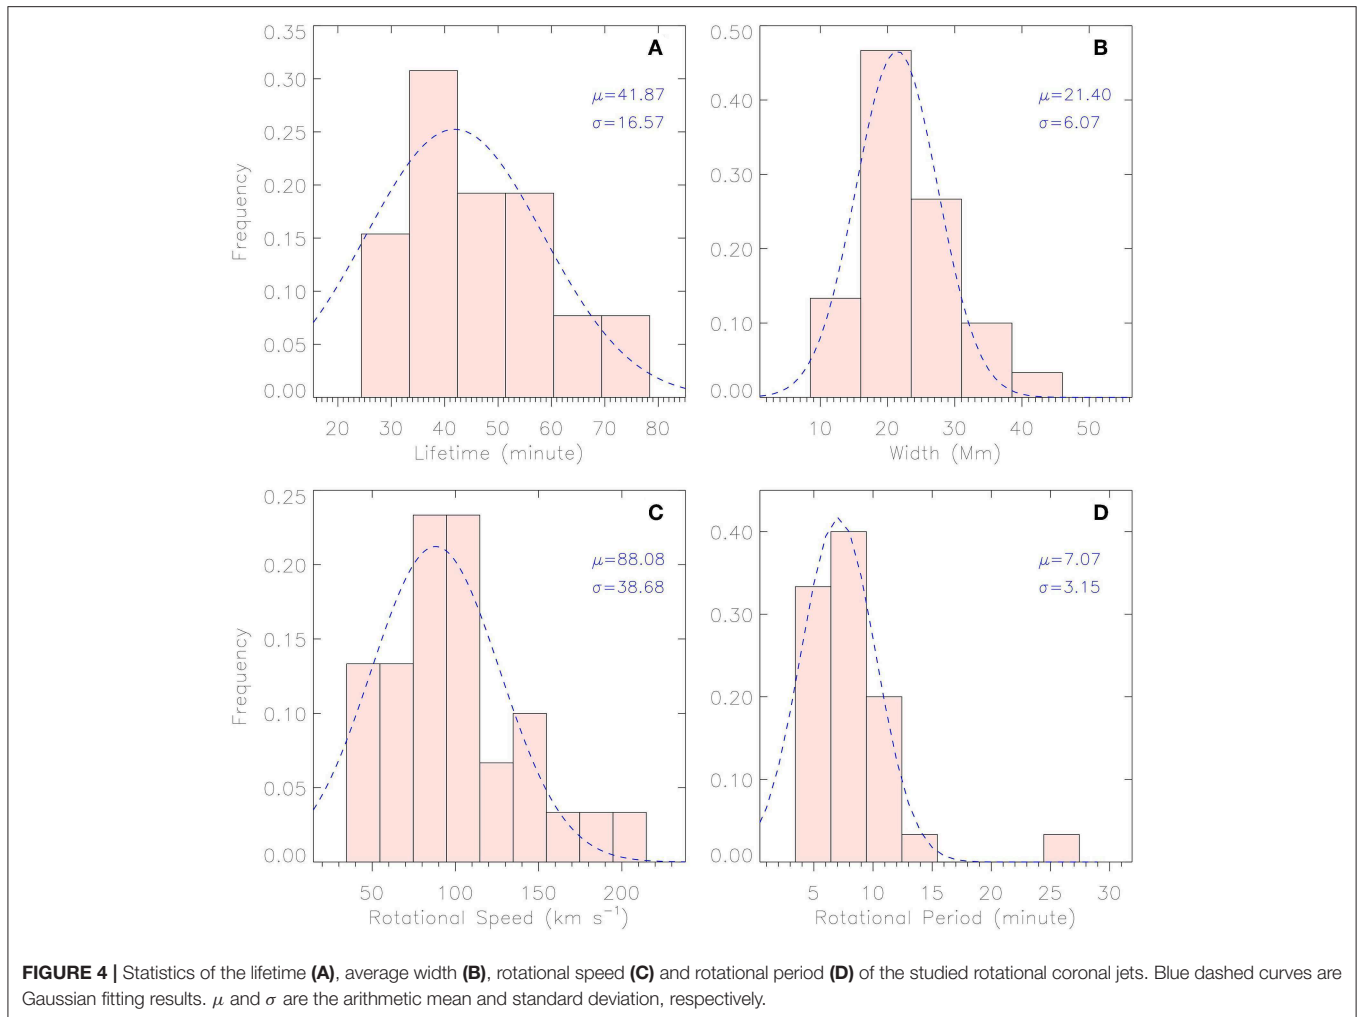 A
μ=41.87
σ=16.57
0.35
0.30
0.25
0.20
0.15
0.10
0.05
0.00
Frequency
20 30 40 50 60 70 80
Lifetime (minute)
B
μ=21.40
σ=6.07
0.50
0.40
0.30
0.20
0.10
0.00
10 20 30 40 50
Width (Mm)
C
μ=88.08
σ=38.68
0.25
0.20
0.15
0.10
0.05
0.00
Frequency
50 100 150 200
Rotational Speed (km s⁻¹)
D
μ=7.07
σ=3.15
0.40
0.30
0.20
0.10
0.00
5 10 15 20 25 30
Rotational Period (minute)
FIGURE 4 | Statistics of the lifetime (A), average width (B), rotational speed (C) and rotational period (D) of the studied rotational coronal jets. Blue dashed curves are
Gaussian fitting results. μ and σ are the arithmetic mean and standard deviation, respectively.